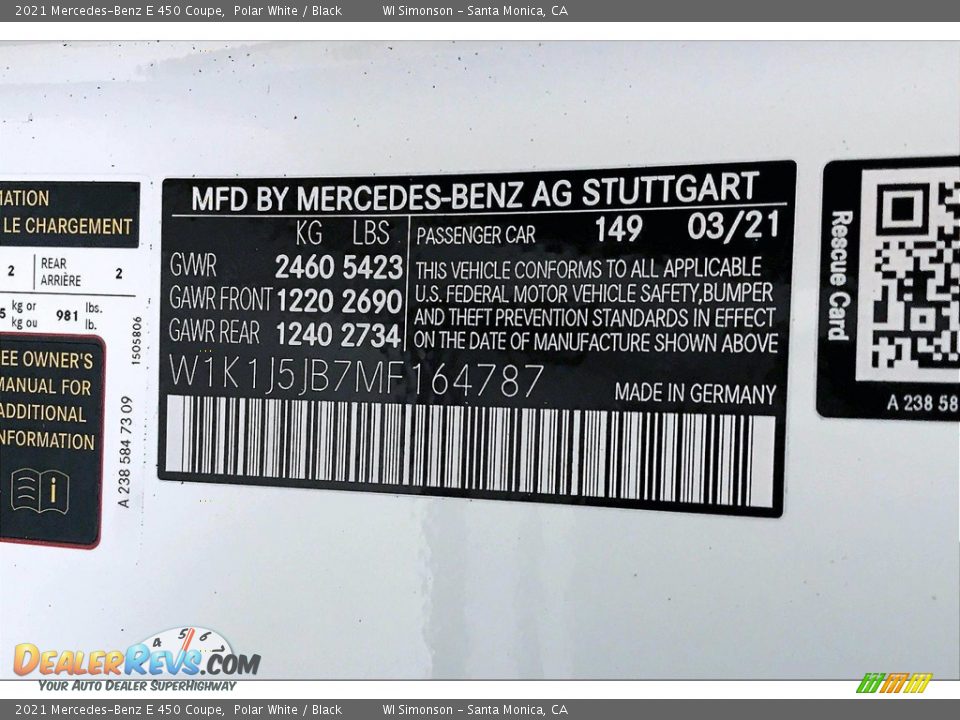 2021 Mercedes-Benz E 450 Coupe,  Polar White / Black  WI Simonson - Santa Monica, CA
LE CHARGEMENT
2 REAR ARRIÈRE 2
kg or kg ou 981 lbs. lb.
OWNER'S
FOR
ADDITIONAL
i
1505806
A 238 584 73 09
MFD BY MERCEDES-BENZ AG STUTTGART
KG LBS
GVWR 2460 5423
GAWR FRONT 1220 2690
GAWR REAR 1240 2734
PASSENGER CAR 149 03/21
THIS VEHICLE CONFORMS TO ALL APPLICABLE
U.S. FEDERAL MOTOR VEHICLE SAFETY,BUMPER
AND THEFT PREVENTION STANDARDS IN EFFECT
ON THE DATE OF MANUFACTURE SHOWN ABOVE
W1K1J5JB7MF164787
MADE IN GERMANY
Rescue Card
A 238 58
4 5 6 7
DEALERREVS.COM
YOUR AUTO DEALER SUPERHIGHWAY
2021 Mercedes-Benz E 450 Coupe,  Polar White / Black  WI Simonson - Santa Monica, CA